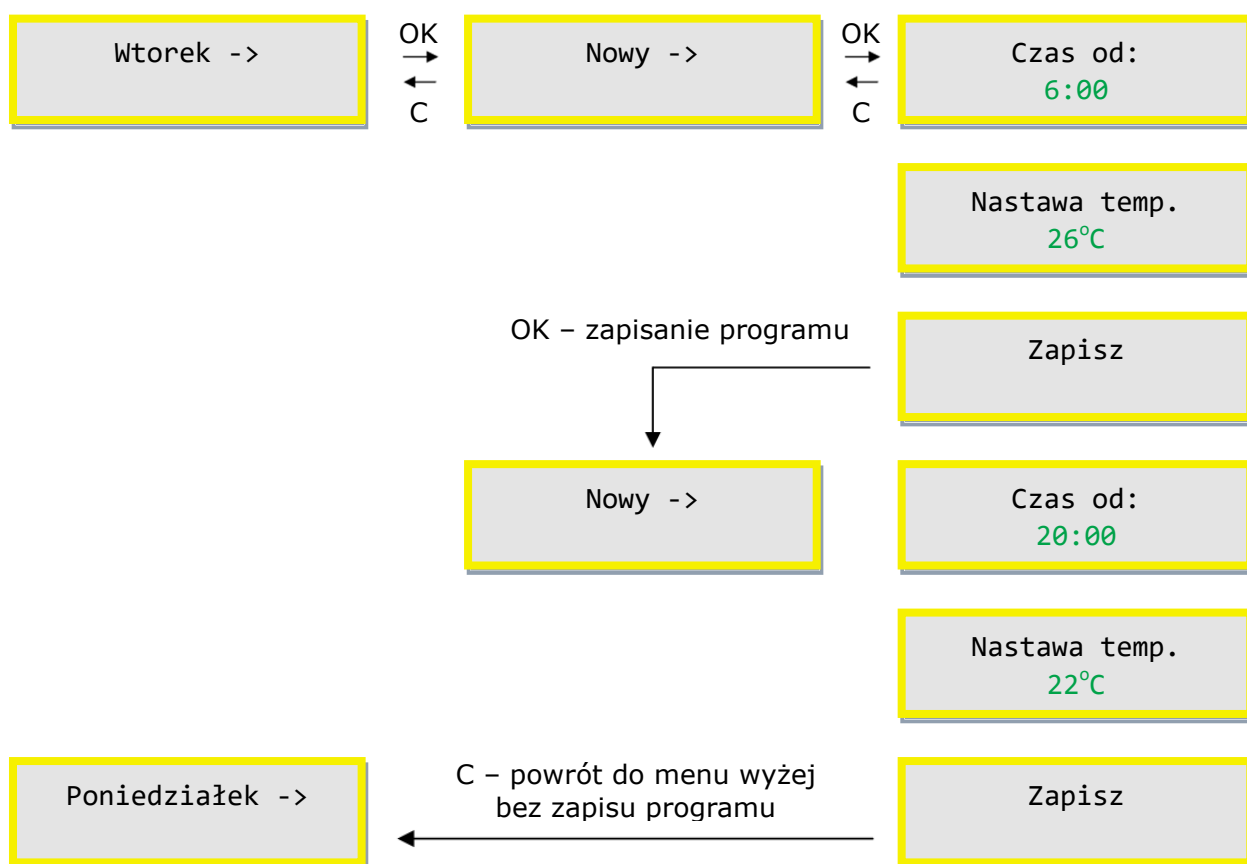 Wtorek ->
OK
C
Nowy ->
OK
C
Czas od:
6:00
Nastawa temp.
26°C
OK – zapisanie programu
Zapisz
Nowy ->
Czas od:
20:00
Nastawa temp.
22°C
Poniedziałek ->
C – powrót do menu wyżej
bez zapisu programu
Zapisz